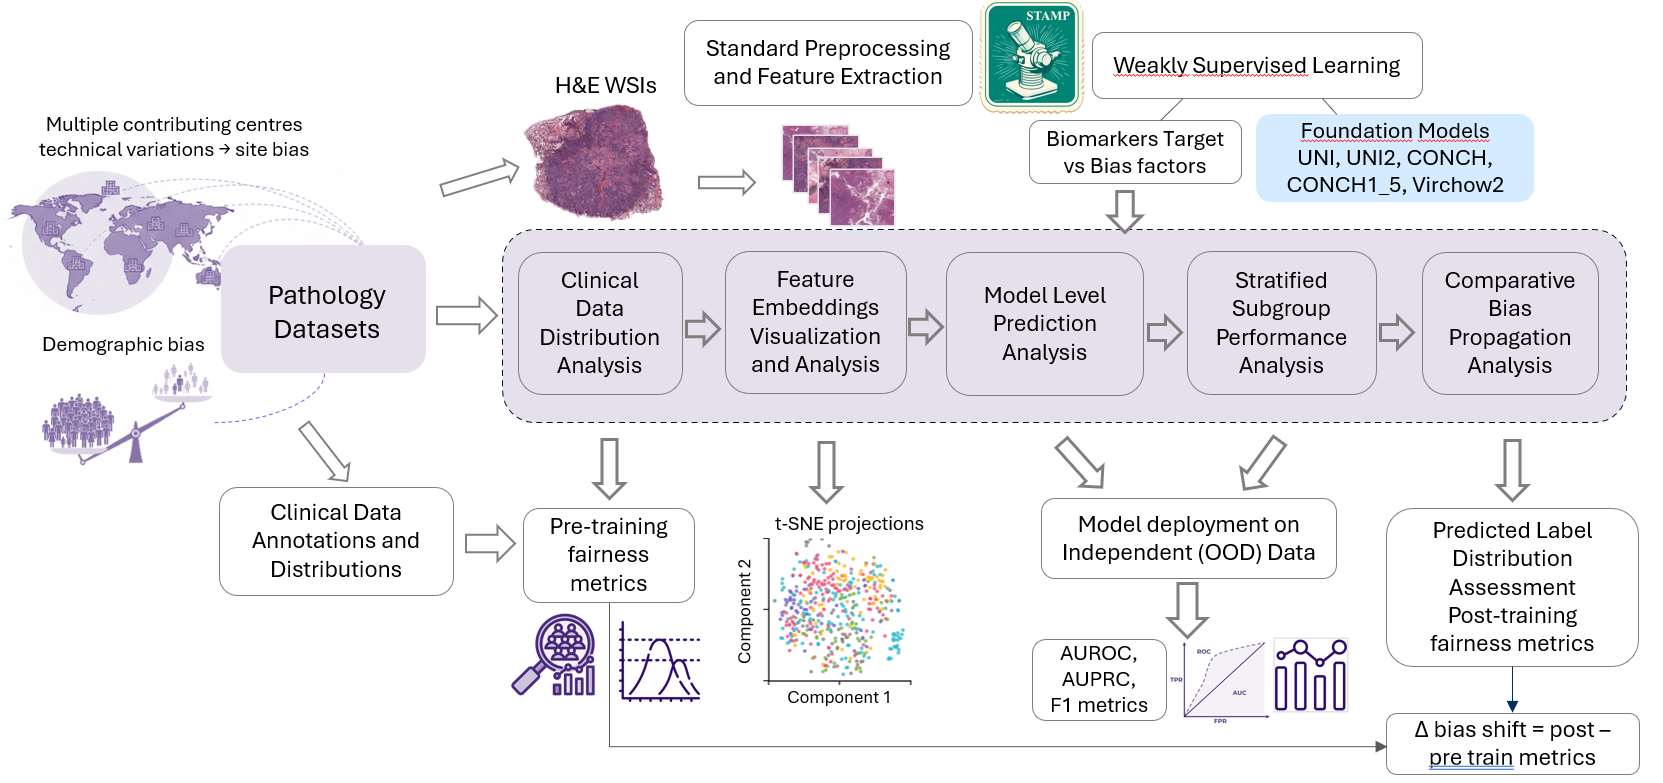 Standard Preprocessing
and Feature Extraction
STAMP
Weakly Supervised Learning
H&E WSIs
Biomarkers Target
vs Bias factors
Foundation Models
UNI, UNI2, CONCH,
CONCH1_5, Virchow2
Multiple contributing centres
technical variations → site bias
Pathology
Datasets
Demographic bias
Clinical
Data
Distribution
Analysis
Feature
Embeddings
Visualization
and Analysis
Model Level
Prediction
Analysis
Stratified
Subgroup
Performance
Analysis
Comparative
Bias
Propagation
Analysis
Clinical Data
Annotations and
Distributions
Pre-training
fairness
metrics
t-SNE projections
Component 2
Component 1
Model deployment on
Independent (OOD) Data
AUROC,
AUPRC,
F1 metrics
ROC
TPR
AUC
FPR
Predicted Label
Distribution
Assessment
Post-training
fairness metrics
Δ bias shift = post –
pre train metrics